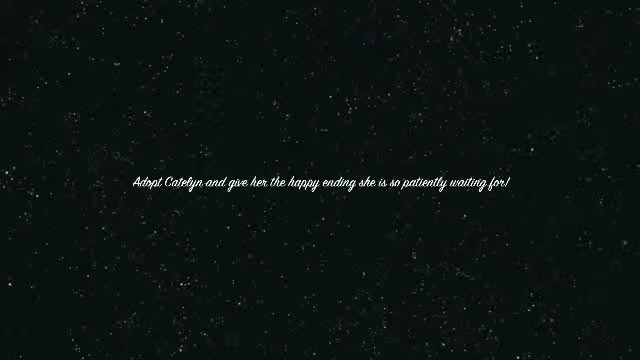 Adopt Catelyn and give her the happy ending she is so patiently waiting for!